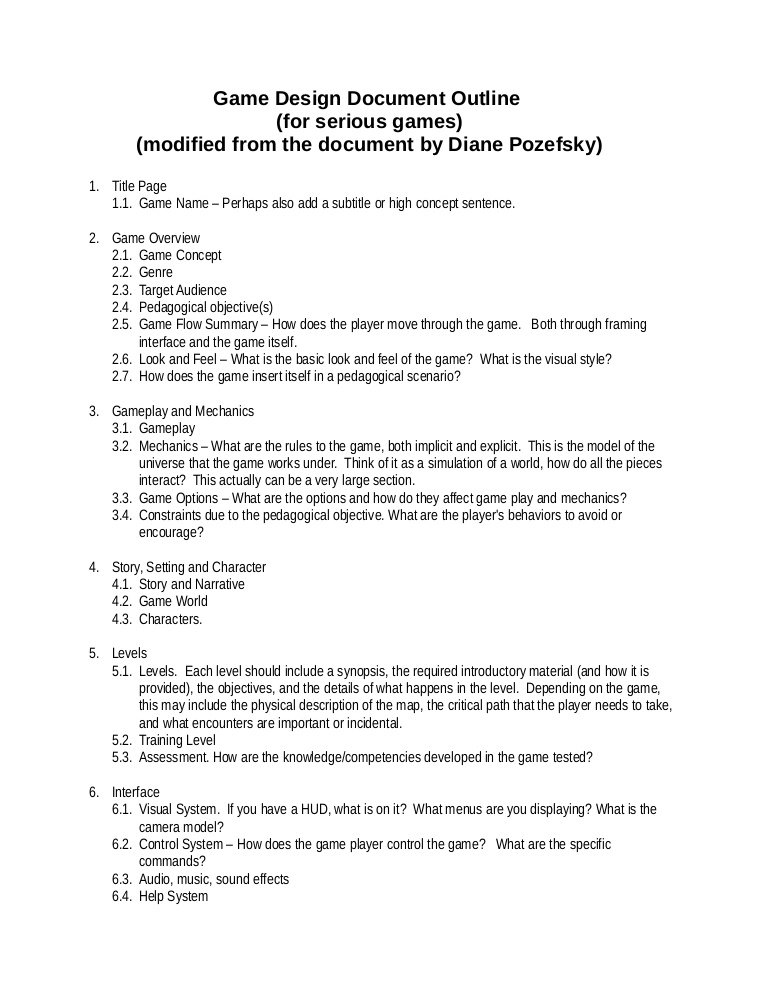 Game Design Document Outline
(for serious games)
(modified from the document by Diane Pozefsky)
1. Title Page
1.1. Game Name – Perhaps also add a subtitle or high concept sentence.
2. Game Overview
2.1. Game Concept
2.2. Genre
2.3. Target Audience
2.4. Pedagogical objective(s)
2.5. Game Flow Summary – How does the player move through the game. Both through framing
interface and the game itself.
2.6. Look and Feel – What is the basic look and feel of the game? What is the visual style?
2.7. How does the game insert itself in a pedagogical scenario?
3. Gameplay and Mechanics
3.1. Gameplay
3.2. Mechanics – What are the rules to the game, both implicit and explicit. This is the model of the
universe that the game works under. Think of it as a simulation of a world, how do all the pieces
interact? This actually can be a very large section.
3.3. Game Options – What are the options and how do they affect game play and mechanics?
3.4. Constraints due to the pedagogical objective. What are the player's behaviors to avoid or
encourage?
4. Story, Setting and Character
4.1. Story and Narrative
4.2. Game World
4.3. Characters.
5. Levels
5.1. Levels. Each level should include a synopsis, the required introductory material (and how it is
provided), the objectives, and the details of what happens in the level. Depending on the game,
this may include the physical description of the map, the critical path that the player needs to take,
and what encounters are important or incidental.
5.2. Training Level
5.3. Assessment. How are the knowledge/competencies developed in the game tested?
6. Interface
6.1. Visual System. If you have a HUD, what is on it? What menus are you displaying? What is the
camera model?
6.2. Control System – How does the game player control the game? What are the specific
commands?
6.3. Audio, music, sound effects
6.4. Help System